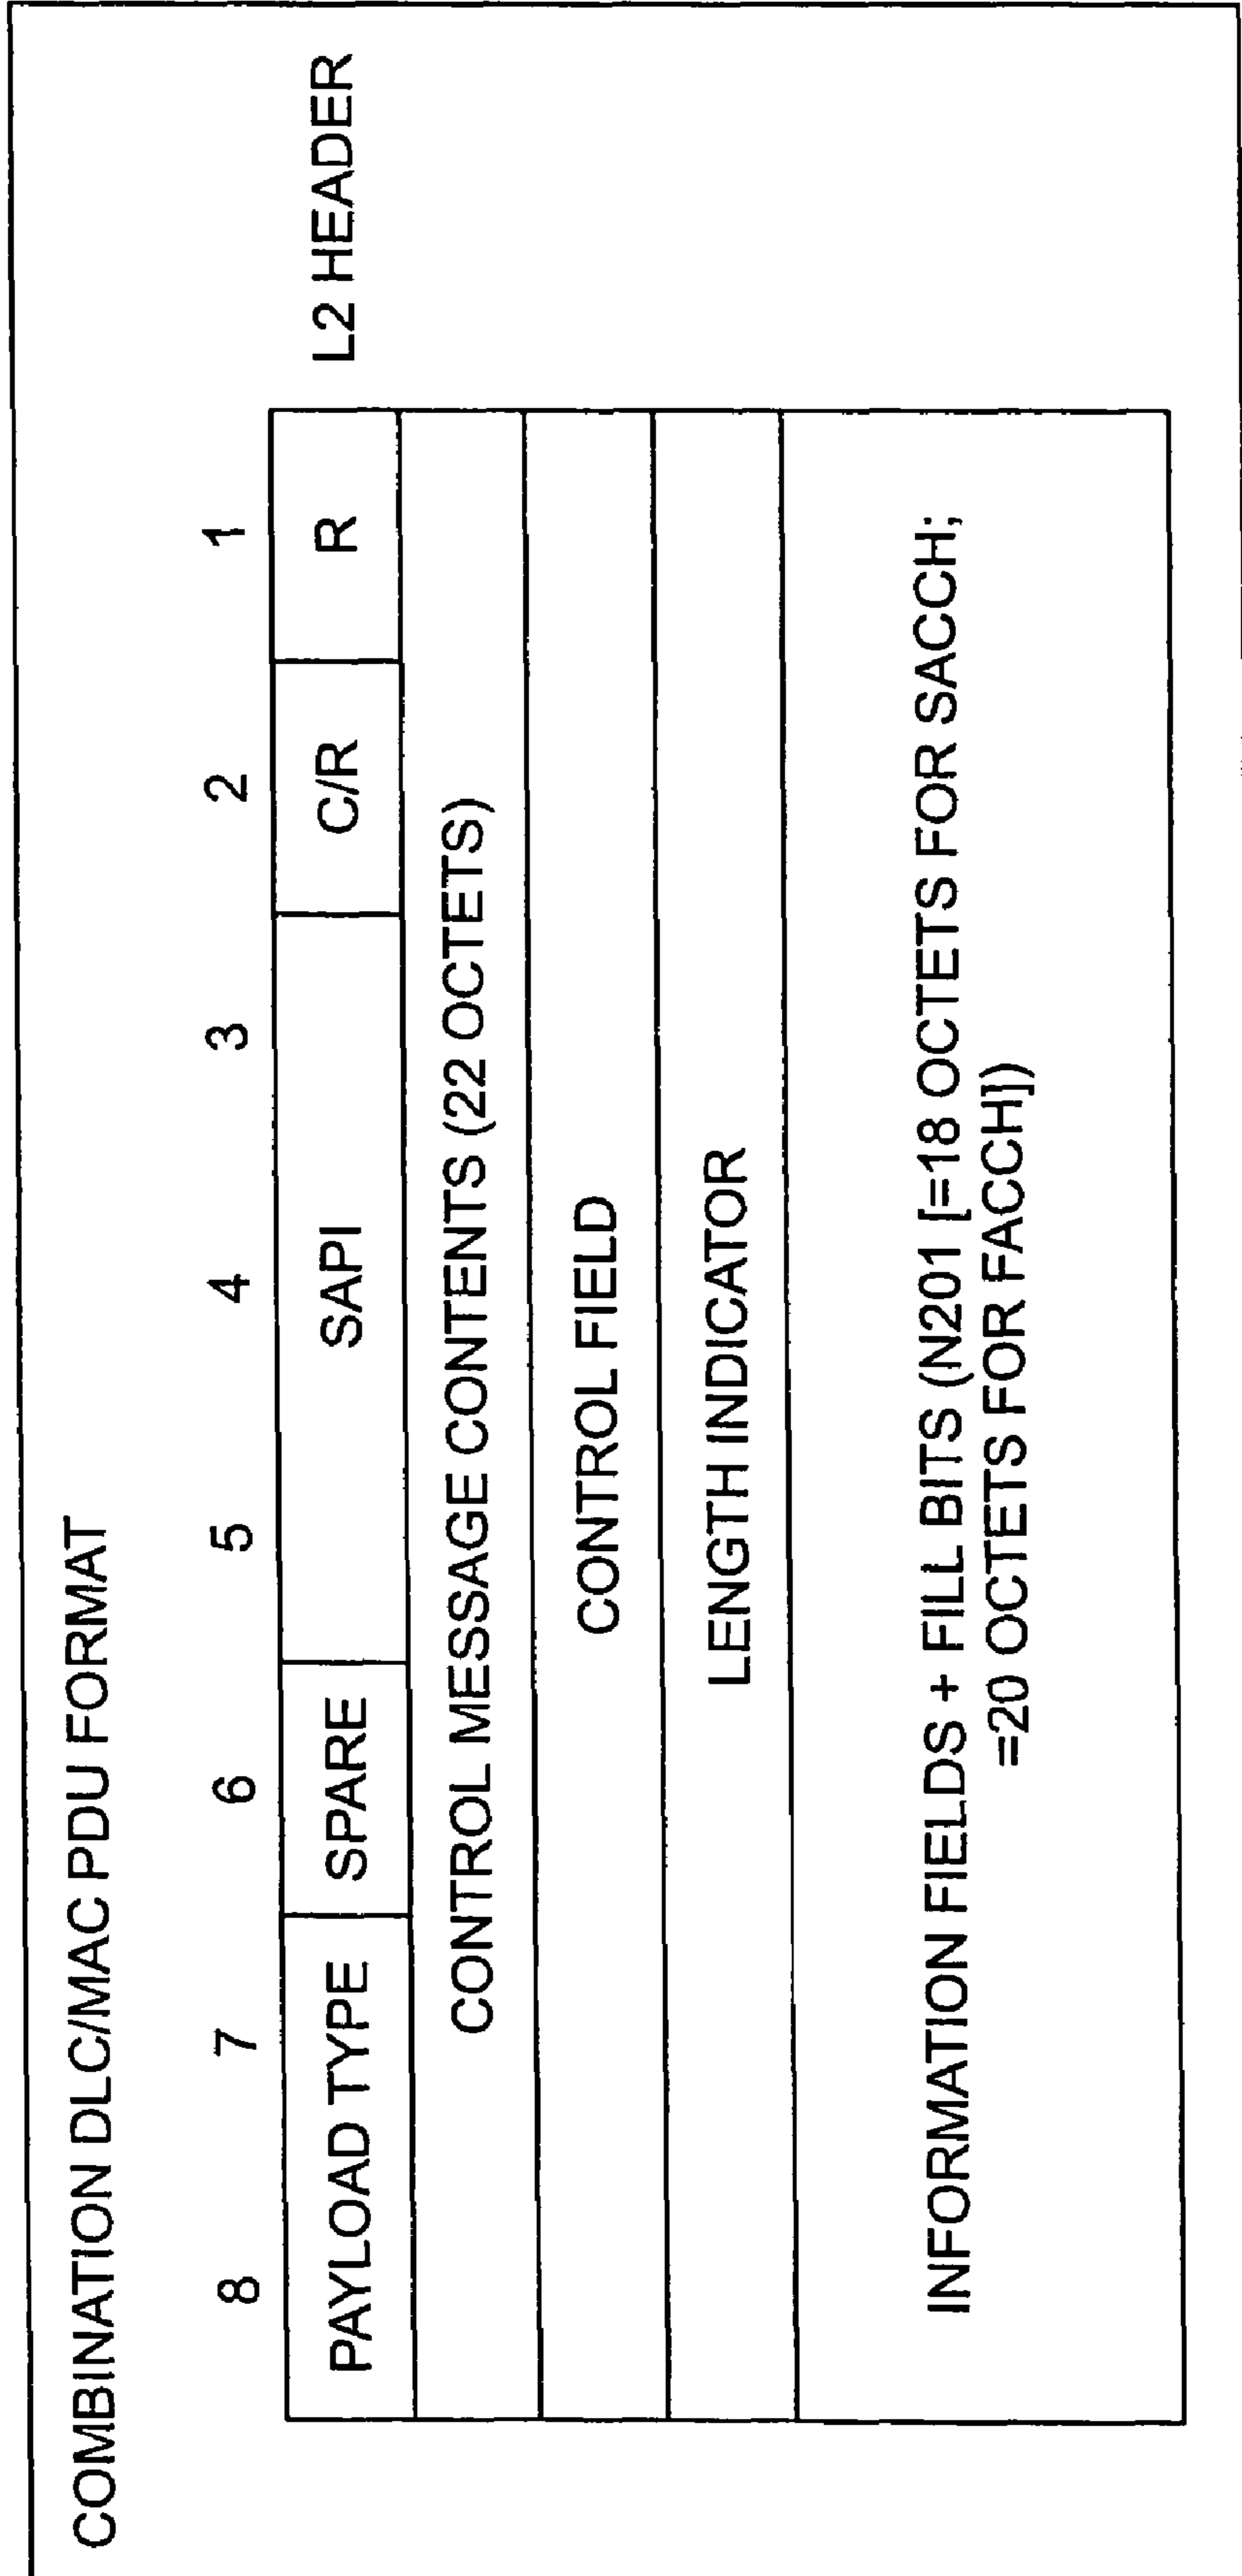 COMBINATION DLC/MAC PDU FORMAT
8 7 6 5 4 3 2 1
PAYLOAD TYPE SPARE SAPI C/R R L2 HEADER
CONTROL MESSAGE CONTENTS (22 OCTETS)
CONTROL FIELD
LENGTH INDICATOR
INFORMATION FIELDS + FILL BITS (N201 [=18 OCTETS FOR SACCH;
=20 OCTETS FOR FACCH])